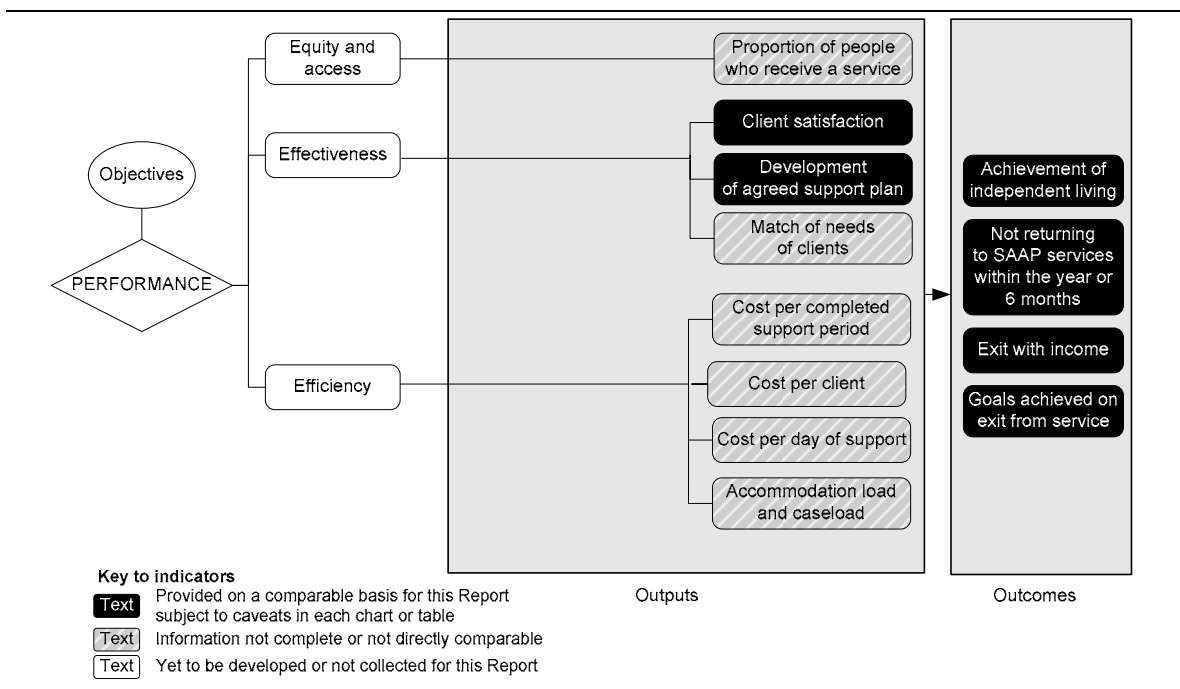 Objectives
PERFORMANCE
Equity and
access
Effectiveness
Efficiency
Proportion of people
who receive a service
Client satisfaction
Development
of agreed support plan
Match of needs
of clients
Cost per completed
support period
Cost per client
Cost per day of support
Accommodation load
and caseload
Outputs
Achievement of
independent living
Not returning
to SAAP services
within the year or
6 months
Exit with income
Goals achieved on
exit from service
Outcomes
Key to indicators
Text Provided on a comparable basis for this Report
subject to caveats in each chart or table
Text Information not complete or not directly comparable
Text Yet to be developed or not collected for this Report